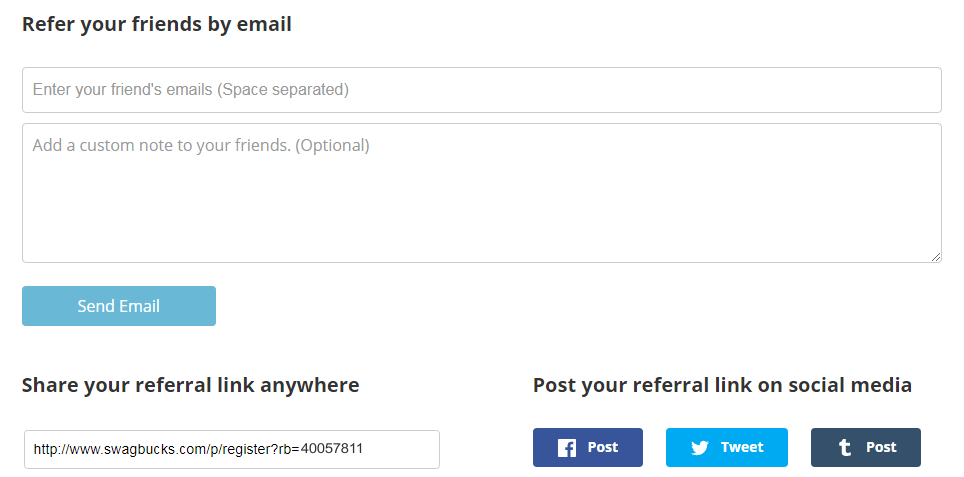 Refer your friends by email
Enter your friend's emails (Space separated)
Add a custom note to your friends. (Optional)
Send Email
Share your referral link anywhere
http://www.swagbucks.com/p/register?rb=40057811
Post your referral link on social media
Post
Tweet
Post